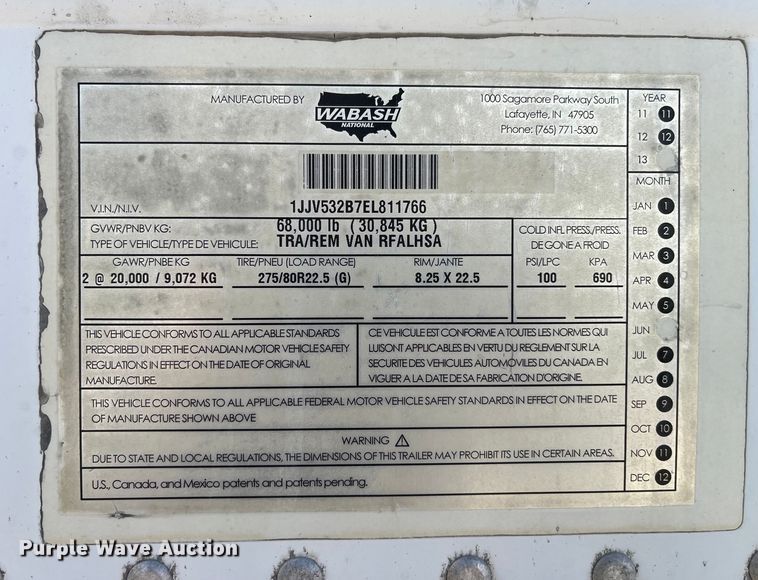 MANUFACTURED BY
WABASH
NATIONAL
1000 Sagamore Parkway South
Lafayette, IN 47905
Phone: (765) 771-5300
V.I.N./N.I.V. 1JJV532B7EL811766
GVWR/PNBV KG: 68,000 lb ( 30,845 KG )
TYPE OF VEHICLE/TYPE DE VEHICULE: TRA/REM VAN RFALHSA
COLD INFL PRESS./PRESS.
DE GONE A FROID
GAWR/PNBE KG TIRE/PNEU (LOAD RANGE) RIM/JANTE PSI/LPC KPA
2 @ 20,000 / 9,072 KG 275/80R22.5 (G) 8.25 X 22.5 100 690
THIS VEHICLE CONFORMS TO ALL APPLICABLE STANDARDS
PRESCRIBED UNDER THE CANADIAN MOTOR VEHICLE SAFETY
REGULATIONS IN EFFECT ON THE DATE OF ORIGINAL
MANUFACTURE.
CE VEHICULE EST CONFORME A TOUTES LES NORMES QUI
LUI SONT APPLICABLES EN VERTU DU REGLEMENT SUR LA
SECURITE DES VEHICULES AUTOMOBILES DU CANADA EN
VIGUER A LA DATE DE SA FABRICATION D'ORIGINE.
THIS VEHICLE CONFORMS TO ALL APPLICABLE FEDERAL MOTOR VEHICLE SAFETY STANDARDS IN EFFECT ON THE DATE
OF MANUFACTURE SHOWN ABOVE
WARNING ⚠
DUE TO STATE AND LOCAL REGULATIONS, THE DIMENSIONS OF THIS TRAILER MAY PROHIBIT ITS USE IN CERTAIN AREAS.
U.S., Canada, and Mexico patents and patents pending.
YEAR
11 11
12 12
13
MONTH
JAN 1
FEB 2
MAR 3
APR 4
MAY 5
JUN
JUL 7
AUG 8
SEP 9
OCT 10
NOV 11
DEC 12
Purple Wave Auction